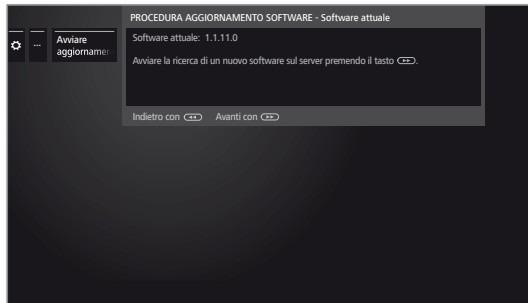 PROCEDURA AGGIORNAMENTO SOFTWARE - Software attuale
... Avviare
aggiornamen
Software attuale: 1.1.11.0
Avviare la ricerca di un nuovo software sul server premendo il tasto.
Indietro con Avanti con